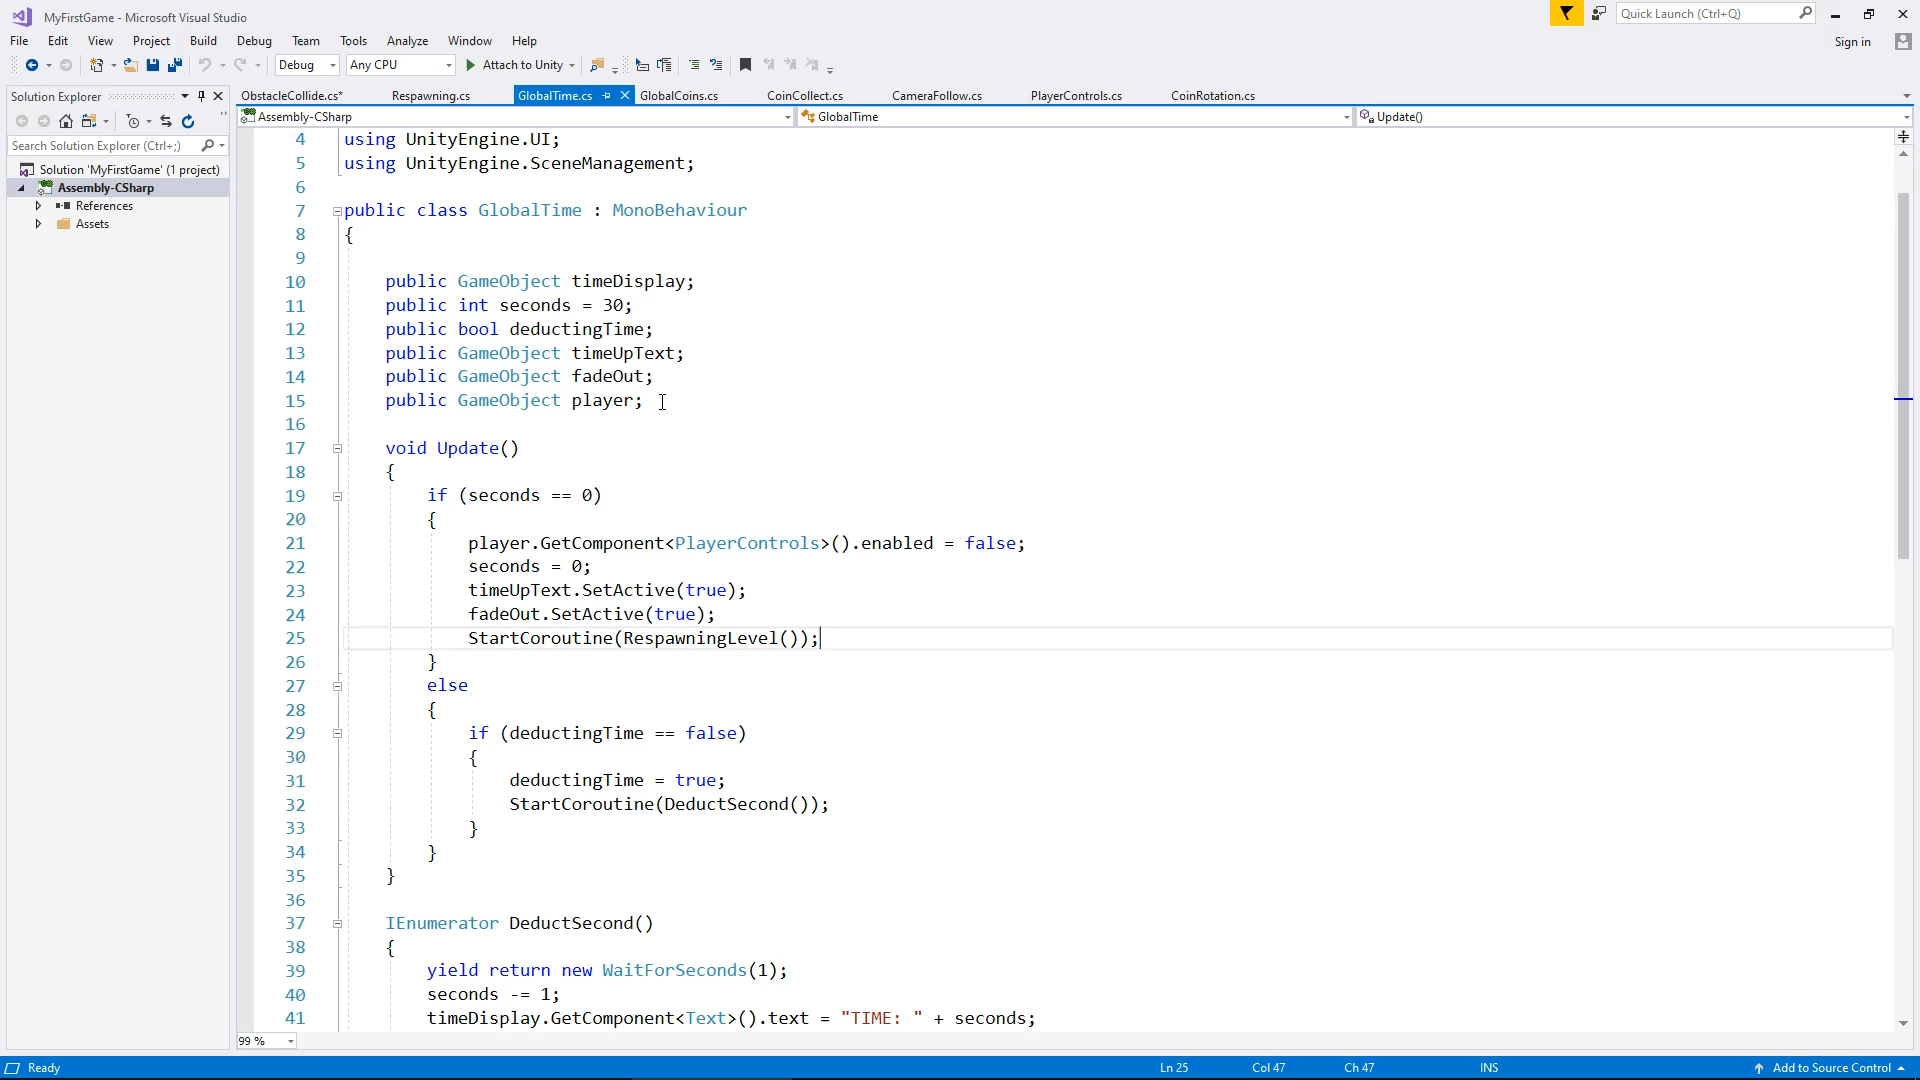 MyFirstGame - Microsoft Visual Studio
Quick Launch (Ctrl+Q)
File Edit View Project Build Debug Team Tools Analyze Window Help
Sign in
Debug Any CPU Attach to Unity
Solution Explorer
ObstacleCollide.cs* Respawning.cs GlobalTime.cs GlobalCoins.cs CoinCollect.cs CameraFollow.cs PlayerControls.cs CoinRotation.cs
Assembly-CSharp GlobalTime Update()
Search Solution Explorer (Ctrl+;)
Solution 'MyFirstGame' (1 project)
Assembly-CSharp
References
Assets
4 using UnityEngine.UI;
5 using UnityEngine.SceneManagement;
6
7 public class GlobalTime : MonoBehaviour
8 {
9
10 public GameObject timeDisplay;
11 public int seconds = 30;
12 public bool deductingTime;
13 public GameObject timeUpText;
14 public GameObject fadeOut;
15 public GameObject player;
16
17 void Update()
18 {
19 if (seconds == 0)
20 {
21 player.GetComponent<PlayerControls>().enabled = false;
22 seconds = 0;
23 timeUpText.SetActive(true);
24 fadeOut.SetActive(true);
25 StartCoroutine(RespawningLevel());
26 }
27 else
28 {
29 if (deductingTime == false)
30 {
31 deductingTime = true;
32 StartCoroutine(DeductSecond());
33 }
34 }
35 }
36
37 IEnumerator DeductSecond()
38 {
39 yield return new WaitForSeconds(1);
40 seconds -= 1;
41 timeDisplay.GetComponent<Text>().text = "TIME: " + seconds;
99 %
Ready Ln 25 Col 47 Ch 47 INS Add to Source Control